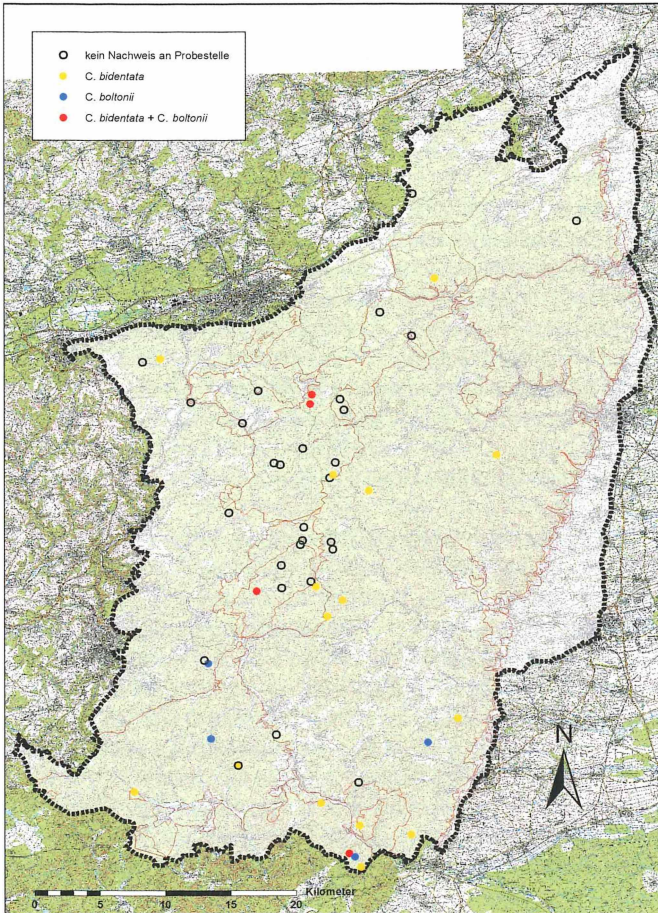 kein Nachweis an Probestelle
C. bidentata
C. boltonii
C. bidentata + C. boltonii
N
Kilometer
0 5 10 15 20